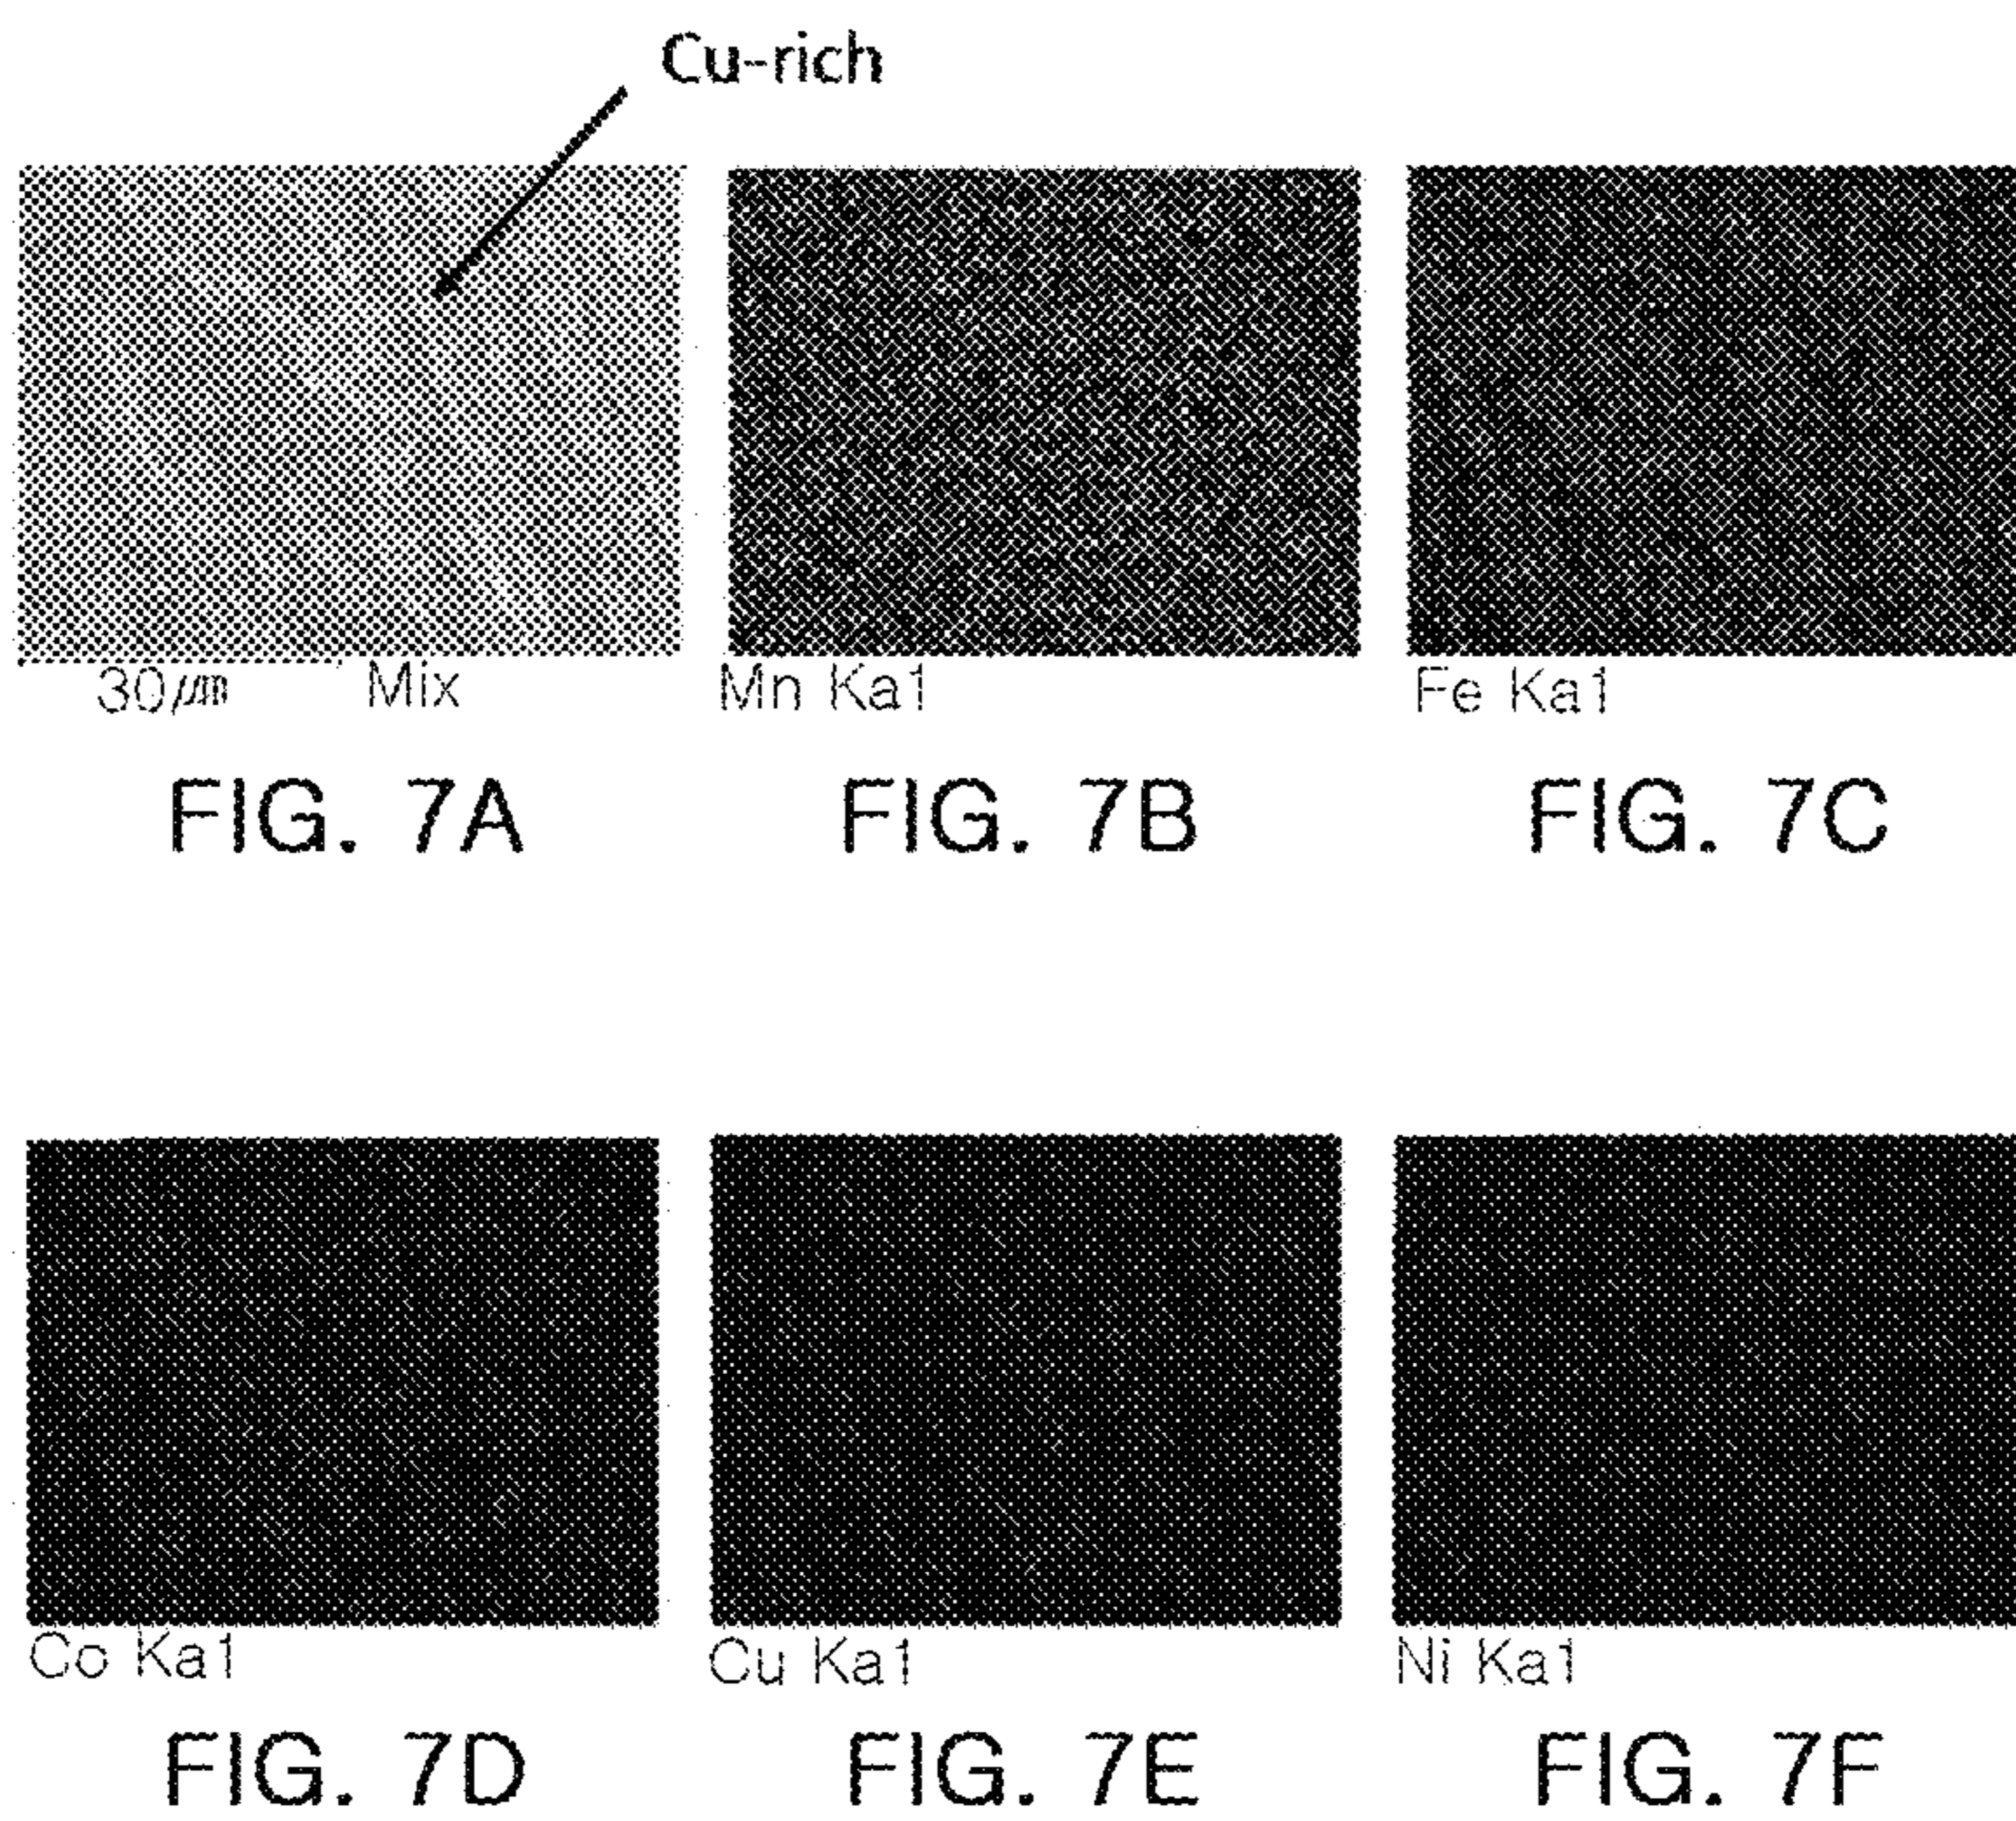 Cu-rich
30㎛ Mix
Mn Ka1
Fe Ka1
FIG. 7A
FIG. 7B
FIG. 7C
Co Ka1
Cu Ka1
Ni Ka1
FIG. 7D
FIG. 7E
FIG. 7F